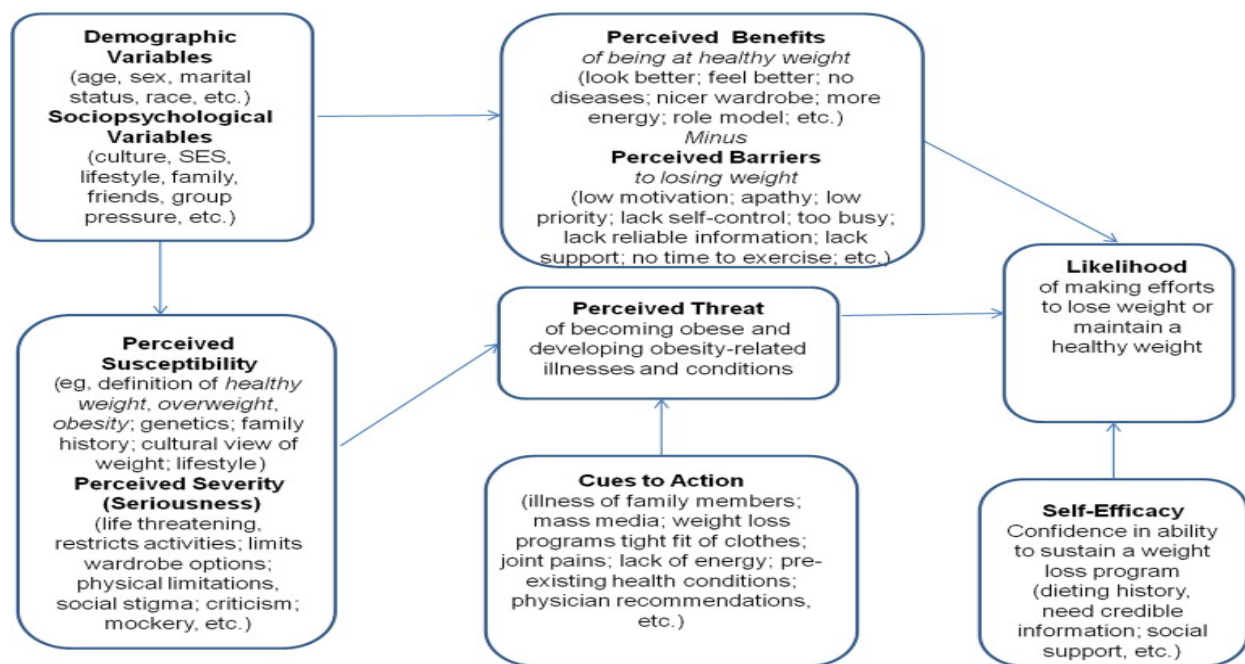 Demographic
Variables
(age, sex, marital
status, race, etc.)
Sociopsychological
Variables
(culture, SES,
lifestyle, family,
friends, group
pressure, etc.)
Perceived Benefits
of being at healthy weight
(look better; feel better; no
diseases; nicer wardrobe; more
energy; role model; etc.)
Minus
Perceived Barriers
to losing weight
(low motivation; apathy; low
priority; lack self-control; too busy;
lack reliable information; lack
support; no time to exercise; etc.)
Likelihood
of making efforts
to lose weight or
maintain a
healthy weight
Perceived Threat
of becoming obese and
developing obesity-related
illnesses and conditions
Perceived
Susceptibility
(eg, definition of healthy
weight, overweight,
obesity; genetics; family
history; cultural view of
weight; lifestyle)
Perceived Severity
(Seriousness)
(life threatening,
restricts activities; limits
wardrobe options;
physical limitations,
social stigma; criticism;
mockery, etc.)
Cues to Action
(illness of family members;
mass media; weight loss
programs tight fit of clothes;
joint pains; lack of energy; pre-
existing health conditions;
physician recommendations,
etc.)
Self-Efficacy
Confidence in ability
to sustain a weight
loss program
(dieting history,
need credible
information; social
support, etc.)